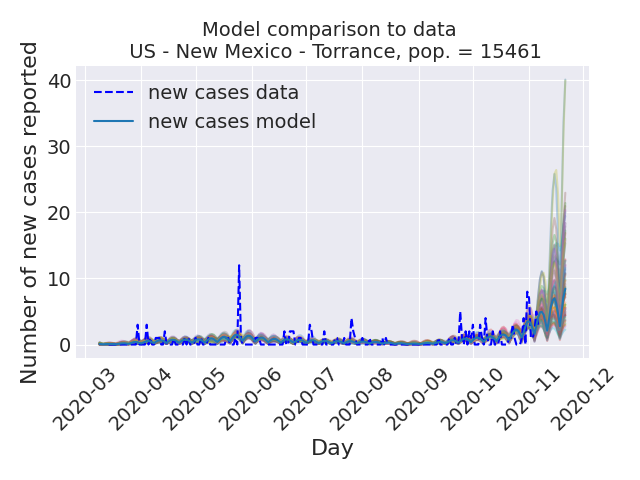 Model comparison to data
US - New Mexico - Torrance, pop. = 15461
Number of new cases reported
40
30
20
10
0
new cases data
new cases model
2020-03
2020-04
2020-05
2020-06
2020-07
2020-08
2020-09
2020-10
2020-11
2020-12
Day